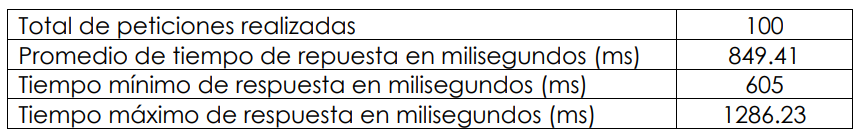 Total de peticiones realizadas 100
Promedio de tiempo de repuesta en milisegundos (ms) 849.41
Tiempo mínimo de respuesta en milisegundos (ms) 605
Tiempo máximo de respuesta en milisegundos (ms) 1286.23